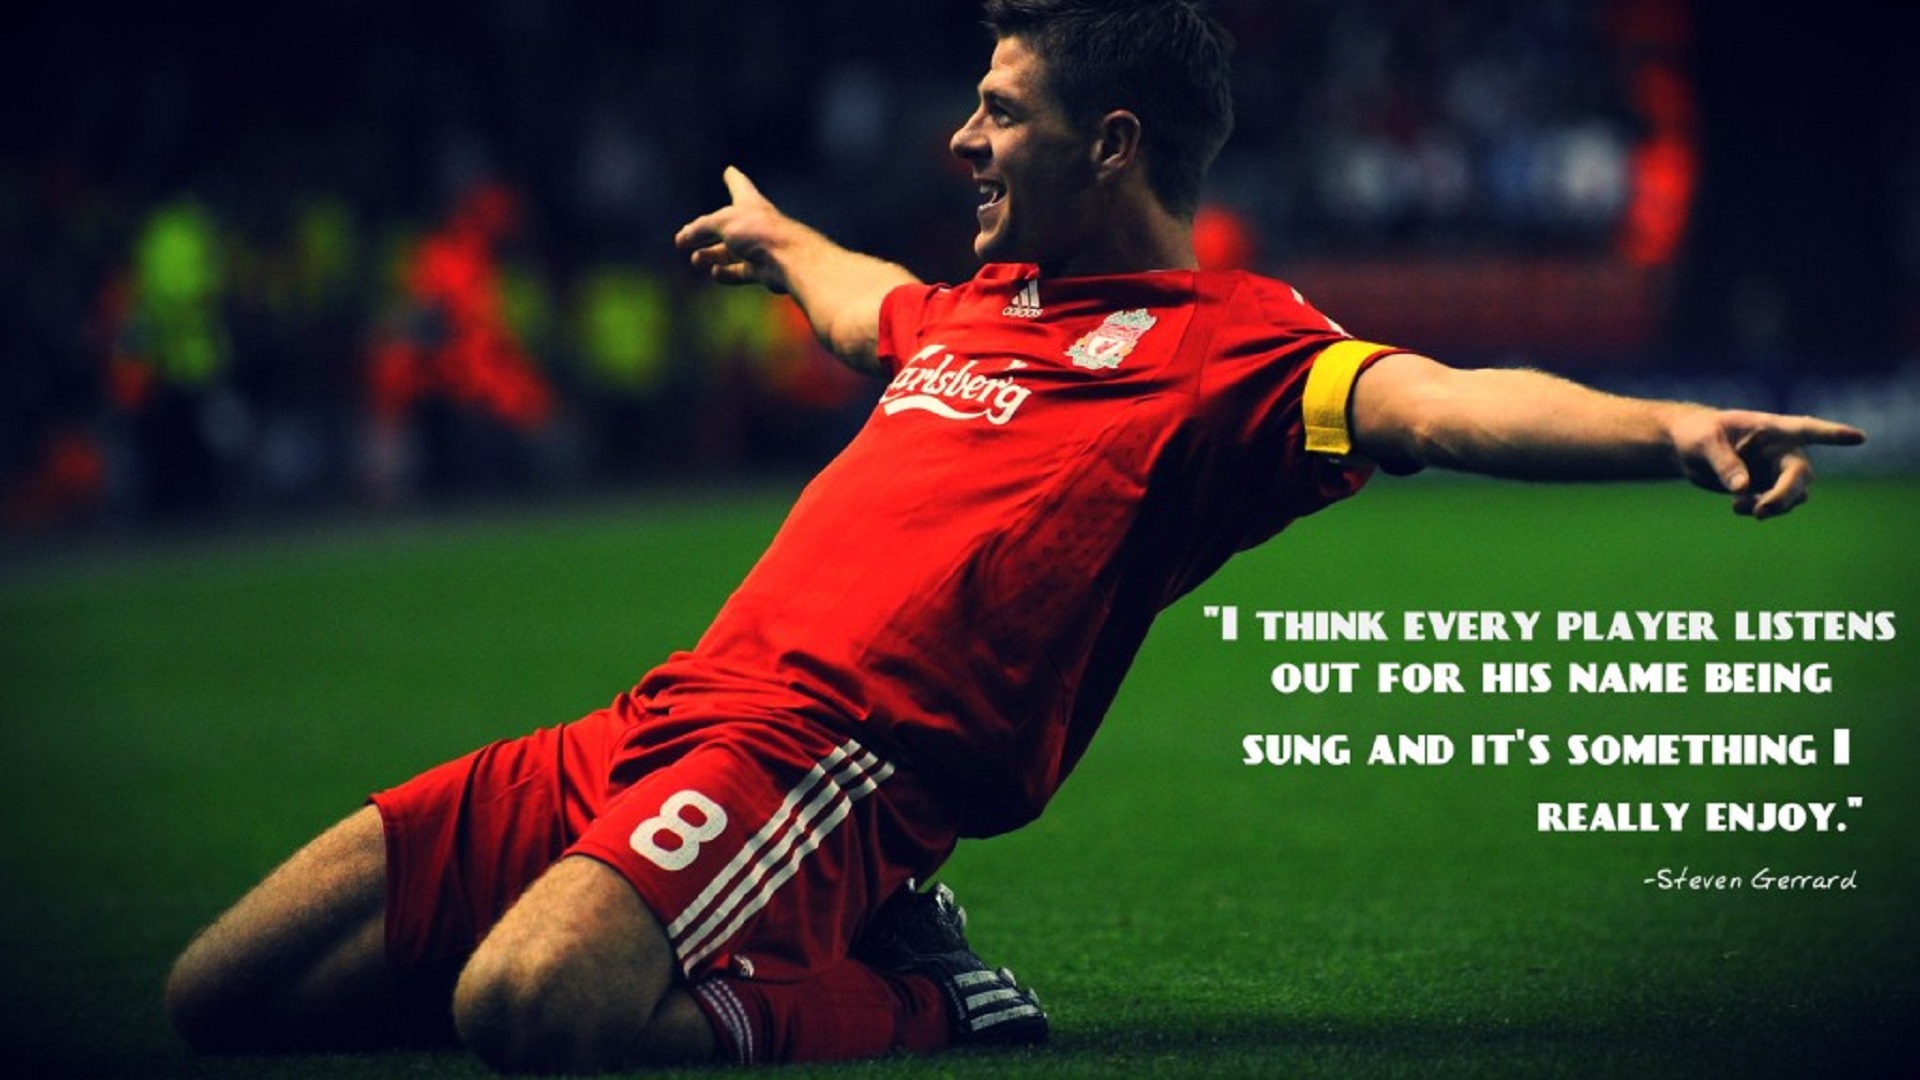 adidas
Carlsberg
8
"I THINK EVERY PLAYER LISTENS
OUT FOR HIS NAME BEING
SUNG AND IT'S SOMETHING I
REALLY ENJOY."
-Steven Gerrard